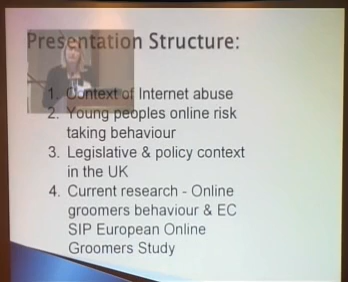 Presentation Structure:
1. Context of Internet abuse
2. Young peoples online risk
taking behaviour
3. Legislative & policy context
in the UK
4. Current research - Online
groomers behaviour & EC
SIP European Online
Groomers Study